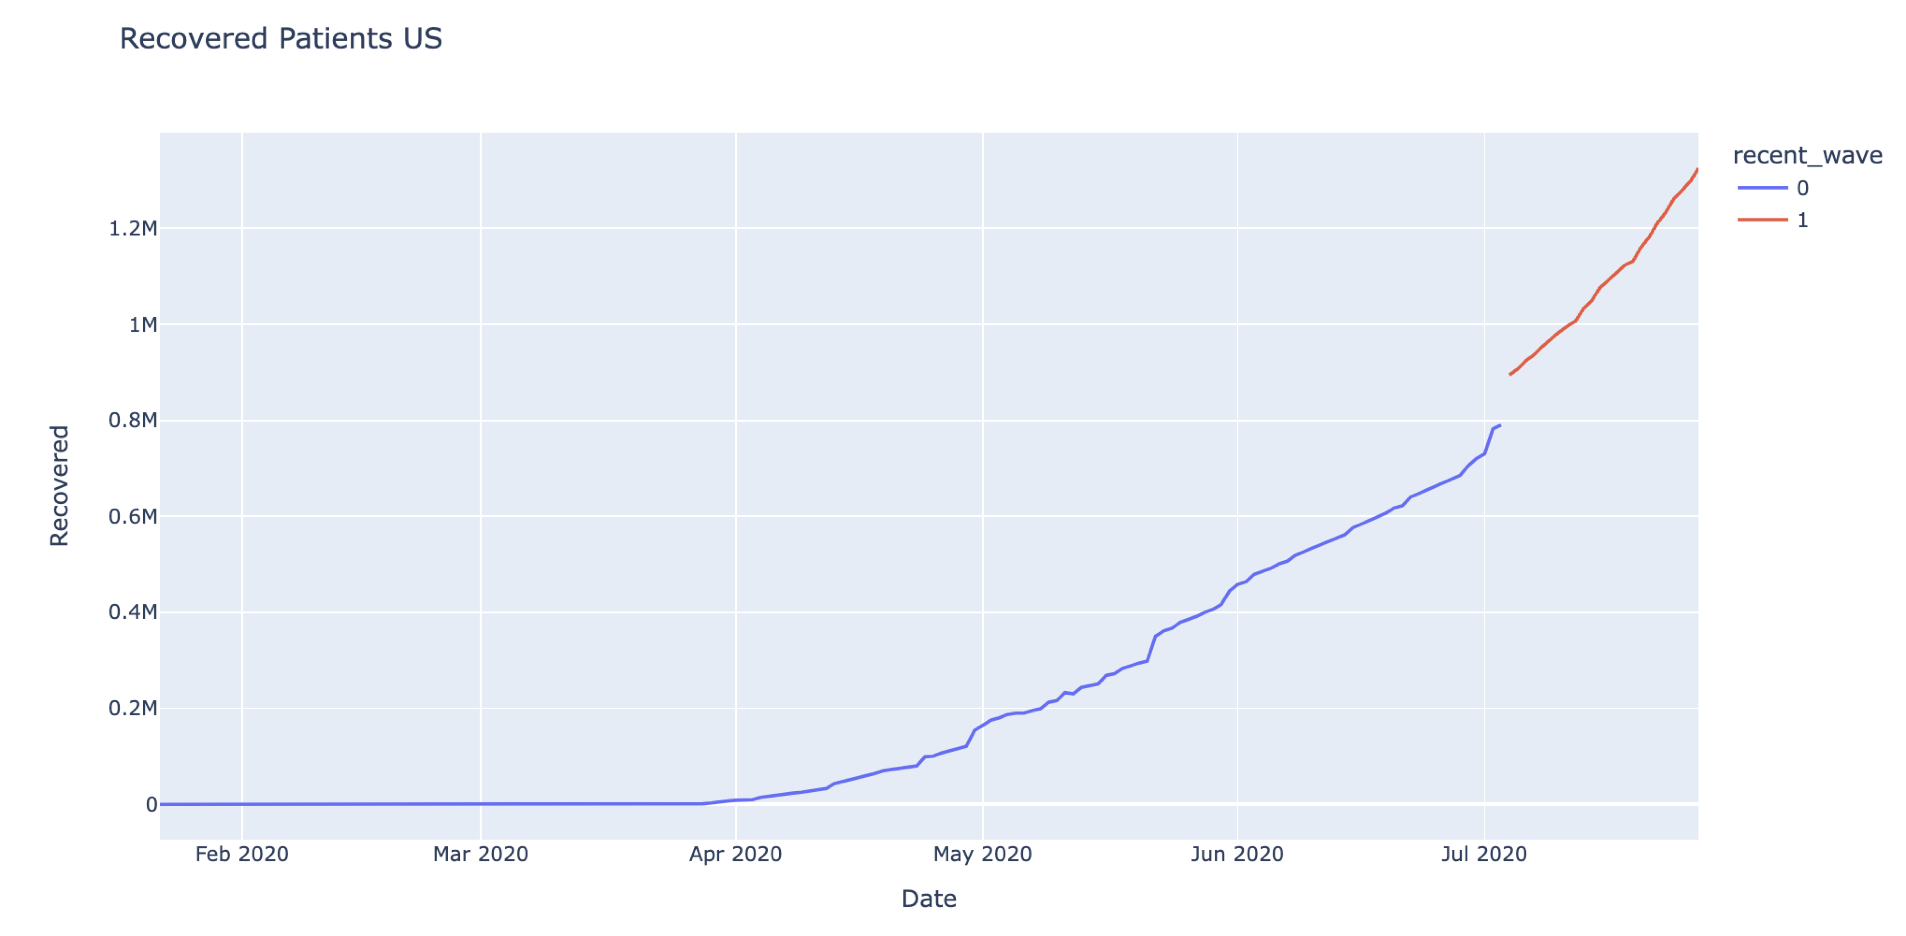 Recovered Patients US
recent_wave
0
1
1.2M
1M
0.8M
0.6M
0.4M
0.2M
0
Recovered
Feb 2020
Mar 2020
Apr 2020
May 2020
Jun 2020
Jul 2020
Date